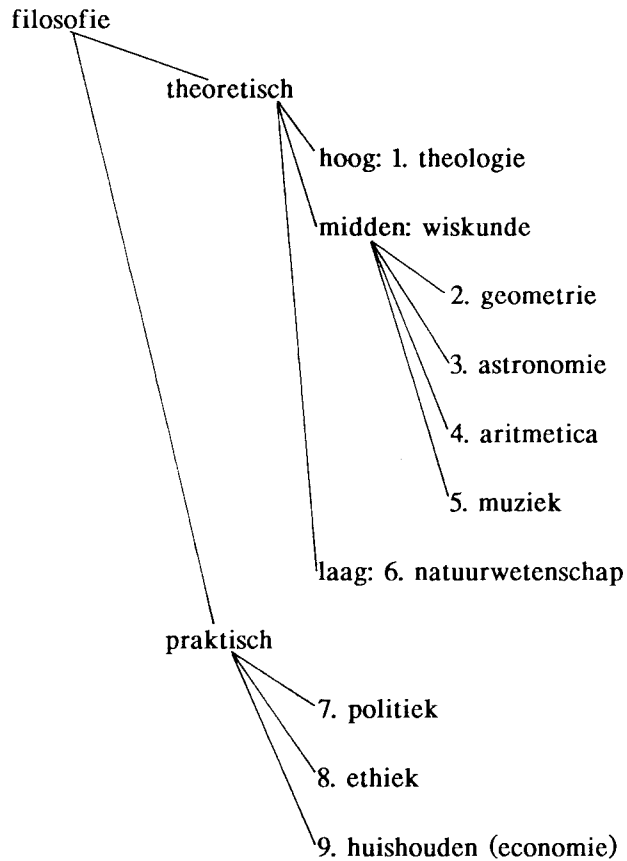 filosofie
theoretisch
hoog: 1. theologie
midden: wiskunde
2. geometrie
3. astronomie
4. aritmetica
5. muziek
laag: 6. natuurwetenschap
praktisch
7. politiek
8. ethiek
9. huishouden (economie)